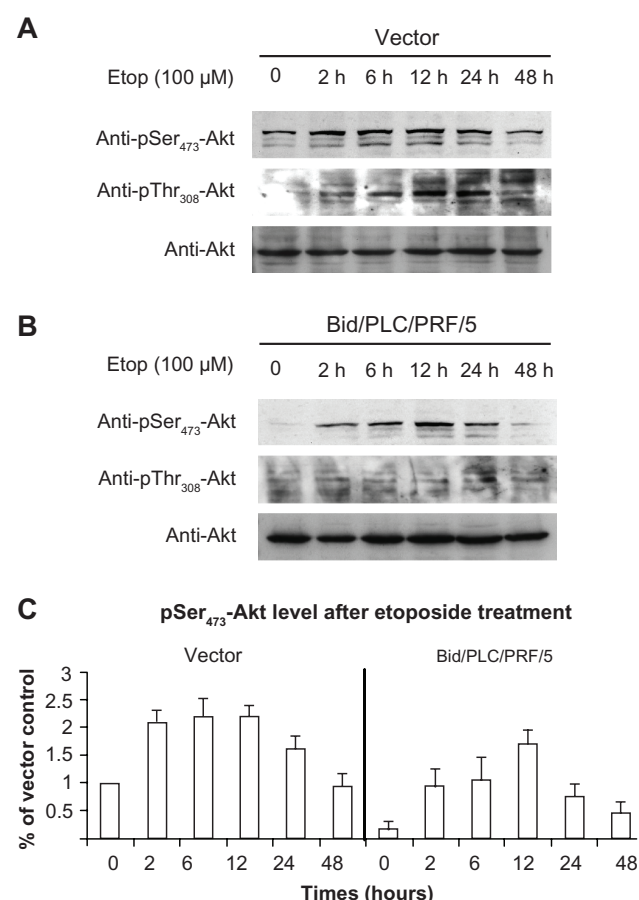 A
Vector
Etop (100 µM) 0 2 h 6 h 12 h 24 h 48 h
Anti-pSer473-Akt
Anti-pThr308-Akt
Anti-Akt
B
Bid/PLC/PRF/5
Etop (100 µM) 0 2 h 6 h 12 h 24 h 48 h
Anti-pSer473-Akt
Anti-pThr308-Akt
Anti-Akt
C pSer473-Akt level after etoposide treatment
Vector Bid/PLC/PRF/5
% of vector control
3
2.5
2
1.5
1
0.5
0 2 6 12 24 48 0 2 6 12 24 48
Times (hours)